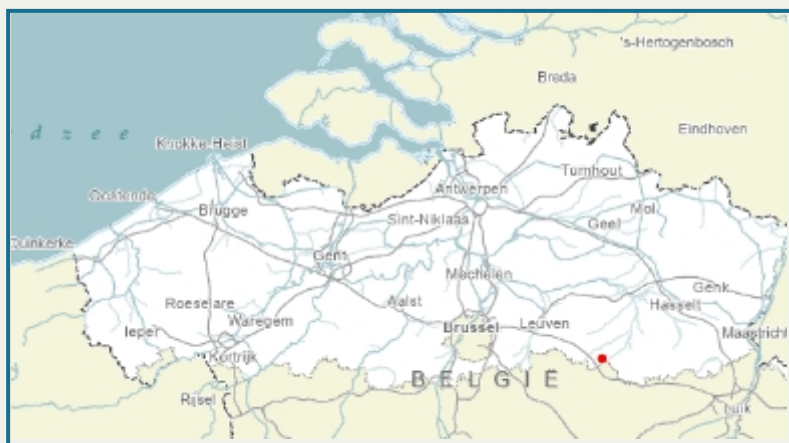 's-Hertogenbosch
Breda
dzee
Eindhoven
Knokke-Heist
Turnhout
Antwerpen
Oostende
Brugge
Mol
Sint-Niklaas
Geel
Duinkerke
Gent
Mechelen
Genk
Roeselare
Aalst
Hasselt
Waregem
Brussel
Leuven
Ieper
Maastricht
Kortrijk
BELGIË
Rijsel
Luik